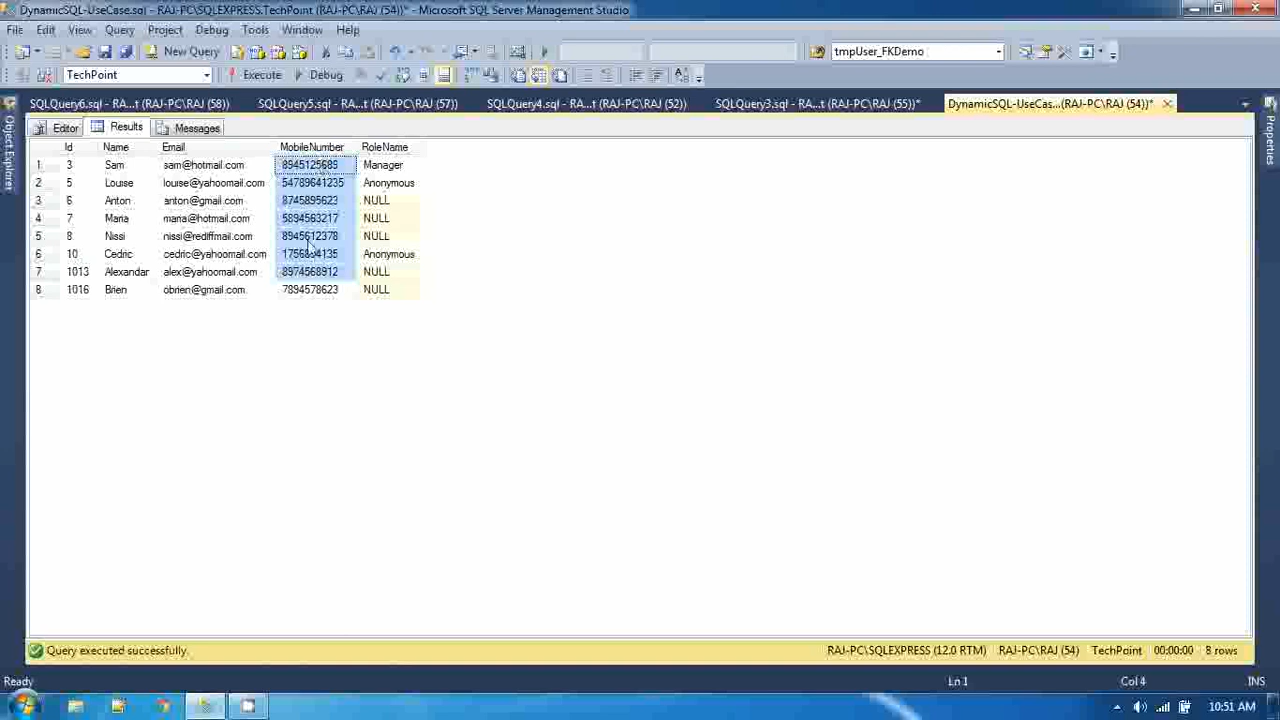 DynamicSQL-UseCase.sql - RAJ-PC\SQLEXPRESS.TechPoint (RAJ-PC\RAJ (54))* - Microsoft SQL Server Management Studio
File Edit View Query Project Debug Tools Window Help
New Query tmpUser_FKDemo
TechPoint Execute Debug
SQLQuery6.sql - RA...t (RAJ-PC\RAJ (58)) SQLQuery5.sql - RA...t (RAJ-PC\RAJ (57)) SQLQuery4.sql - RA...t (RAJ-PC\RAJ (52)) SQLQuery3.sql - RA...t (RAJ-PC\RAJ (55))* DynamicSQL-UseCas...(RAJ-PC\RAJ (54))*
Object Explorer
Properties
Editor Results Messages
Id Name Email MobileNumber RoleName
1 3 Sam sam@hotmail.com 8945125685 Manager
2 5 Louise louise@yahoomail.com 54789641235 Anonymous
3 6 Anton anton@gmail.com 8745895623 NULL
4 7 Maria maria@hotmail.com 5894563217 NULL
5 8 Nissi nissi@rediffmail.com 8945612378 NULL
6 10 Cedric cedric@yahoomail.com Anonymous
7 1013 Alexandar alex@yahoomail.com 8974568912 NULL
8 1016 Brien obrien@gmail.com 7894578623 NULL
Query executed successfully. RAJ-PC\SQLEXPRESS (12.0 RTM) RAJ-PC\RAJ (54) TechPoint 00:00:00 8 rows
Ready Ln 1 Col 4 INS
10:51 AM